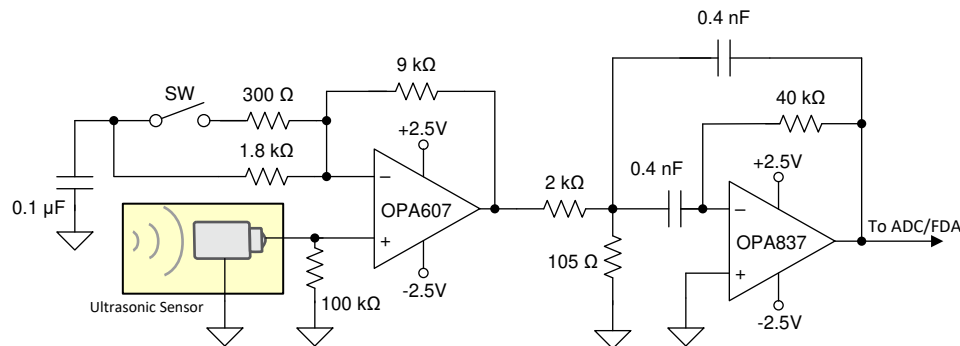 0.4 nF
9 kΩ
SW
300 Ω
40 kΩ
+2.5V
1.8 kΩ
+2.5V
0.4 nF
−
2 kΩ
−
0.1 µF
OPA607
OPA837
To ADC/FDA
+
105 Ω
+
-2.5V
100 kΩ
-2.5V
Ultrasonic Sensor